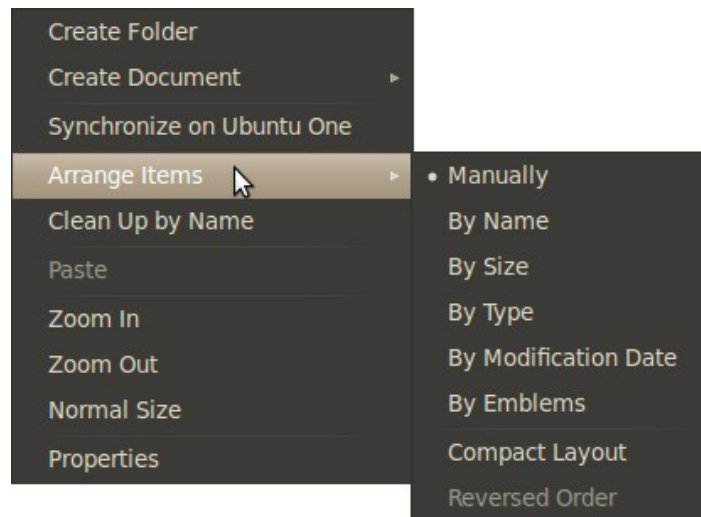 Create Folder
Create Document
Synchronize on Ubuntu One
Arrange Items
Clean Up by Name
Paste
Zoom In
Zoom Out
Normal Size
Properties
Manually
By Name
By Size
By Type
By Modification Date
By Emblems
Compact Layout
Reversed Order